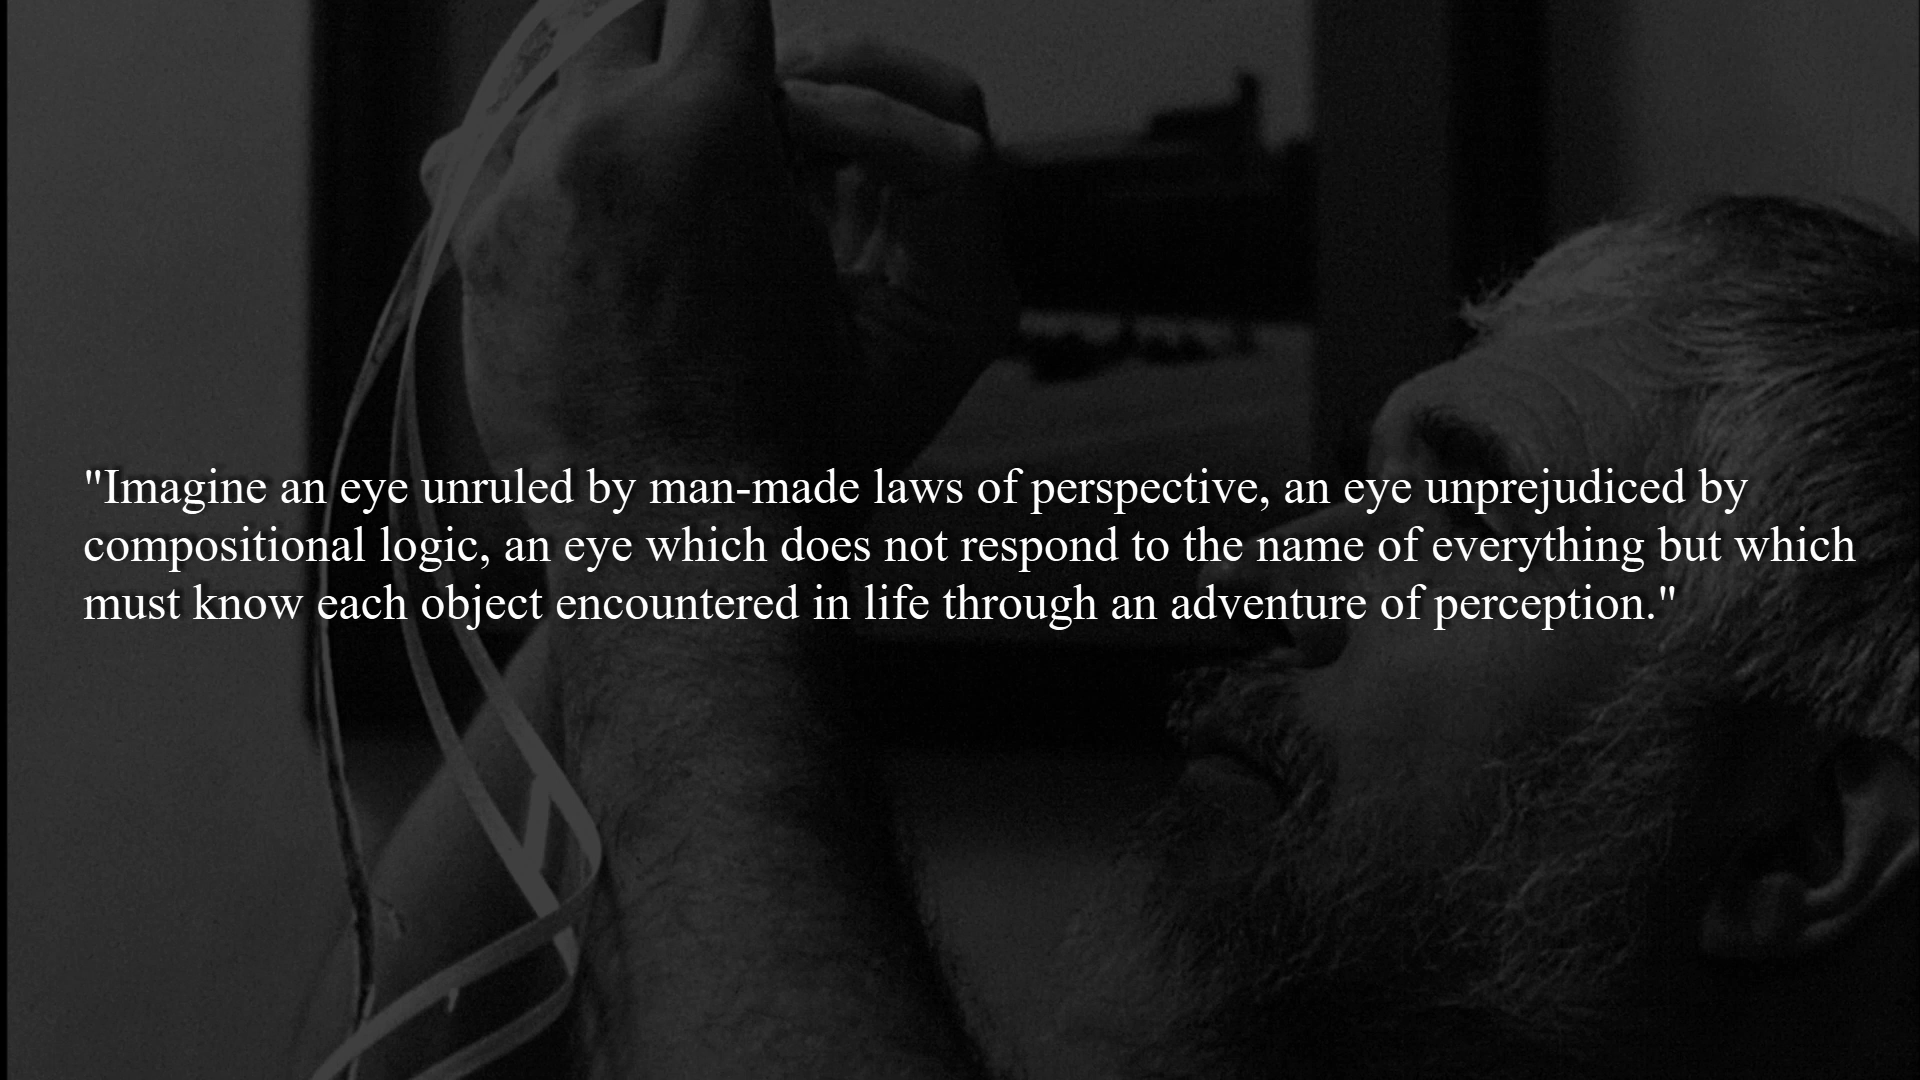 "Imagine an eye unruled by man-made laws of perspective, an eye unprejudiced by
compositional logic, an eye which does not respond to the name of everything but which
must know each object encountered in life through an adventure of perception."